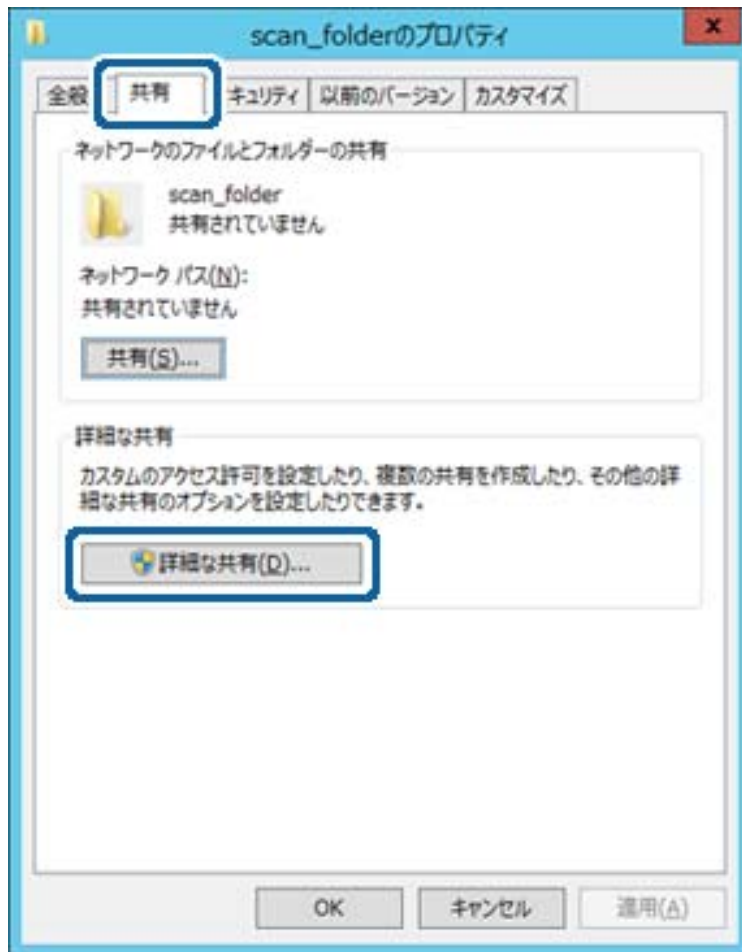 scan_folderのプロパティ
全般 共有 キュリティ 以前のバージョン カスタマイズ
ネットワークのファイルとフォルダーの共有
scan_folder
共有されていません
ネットワーク パス(N):
共有されていません
共有(S)...
詳細な共有
カスタムのアクセス許可を設定したり、複数の共有を作成したり、その他の詳
細な共有のオプションを設定したりできます。
詳細な共有(D)...
OK キャンセル 適用(A)